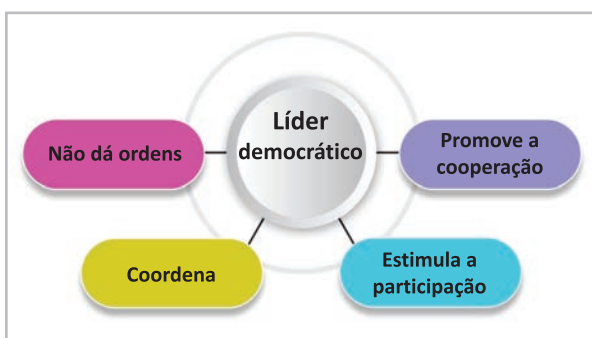 Líder
democrático
Não dá ordens
Promove a
cooperação
Coordena
Estimula a
participação